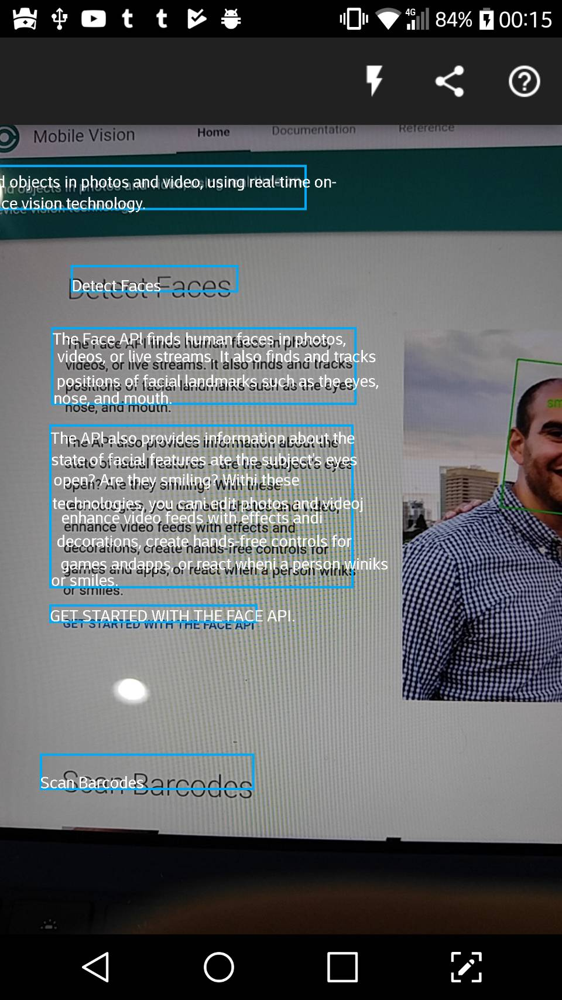 4G 84% 00:15
Mobile Vision Home Documentation Reference
d objects in photos and video, using real-time on-
ce vision technology.
Detect Faces
The Face APl finds human faces in photos,
videos, or live streams. It also finds and tracks
positions of facial landmarks such as the eyes,
nose, and mouth.
The APl also provides information about the
state of facial features ate the subject's eyes
open? Are they smiling? Withi these
technologies, you cani edit photos and videoj
enhance video feeds with effects andi
decorations, create hands-free controls for
games andapps, or react wheni a person winiks
or smiles.
GET STARTED WITH THE FACE API.
Scan Barcodes